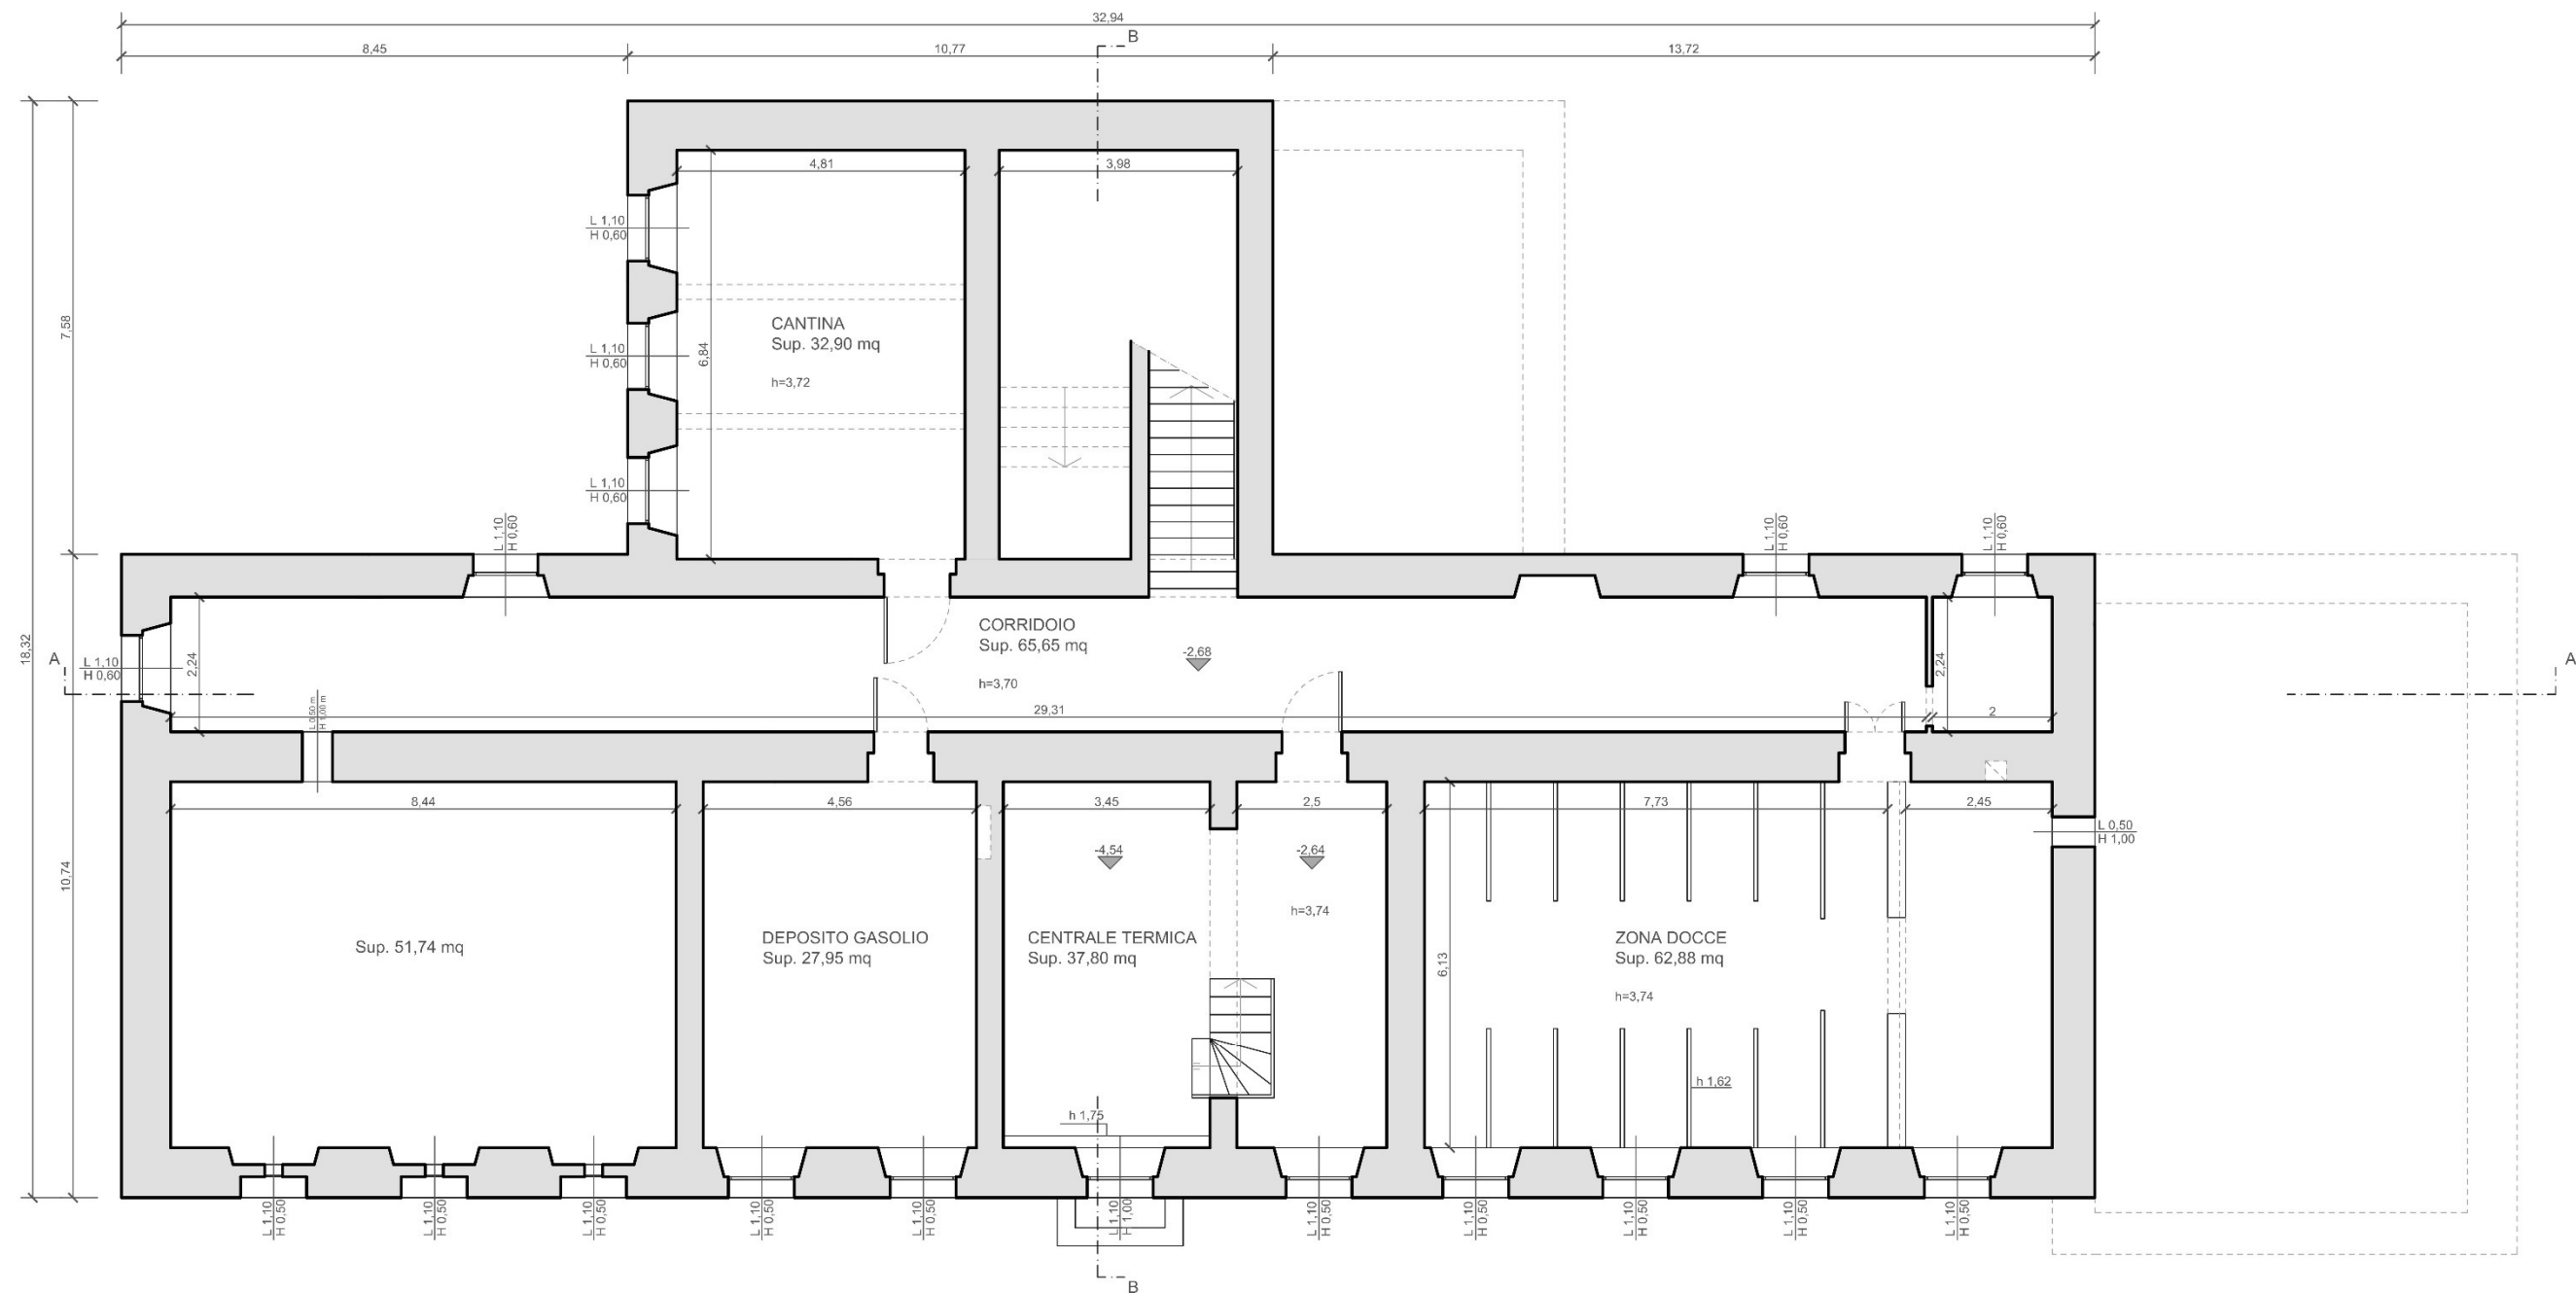 32,94
8,45
10,77
13,72
B
4,81
3,98
L 1,10
H 0,60
7,58
CANTINA
Sup. 32,90 mq
h=3,72
6,84
L 1,10
H 0,60
L 1,10
H 0,60
L 1,10
H 0,60
L 1,10
H 0,60
L 1,10
H 0,60
18,32
A
L 1,10
H 0,60
2,24
CORRIDOIO
Sup. 65,65 mq
h=3,70
-2,68
2,24
A
L 0,50 m
H 1,00 m
29,31
2
8,44
4,56
3,45
2,5
7,73
2,45
L 0,50
H 1,00
10,74
-4,54
-2,64
h=3,74
Sup. 51,74 mq
DEPOSITO GASOLIO
Sup. 27,95 mq
CENTRALE TERMICA
Sup. 37,80 mq
6,13
ZONA DOCCE
Sup. 62,88 mq
h=3,74
h 1,62
h 1,75
L 1,10
H 0,50
L 1,10
H 0,50
L 1,10
H 0,50
L 1,10
H 0,50
L 1,10
H 0,50
L 1,10
H 1,00
L 1,10
H 0,50
L 1,10
H 0,50
L 1,10
H 0,50
L 1,10
H 0,50
L 1,10
H 0,50
B